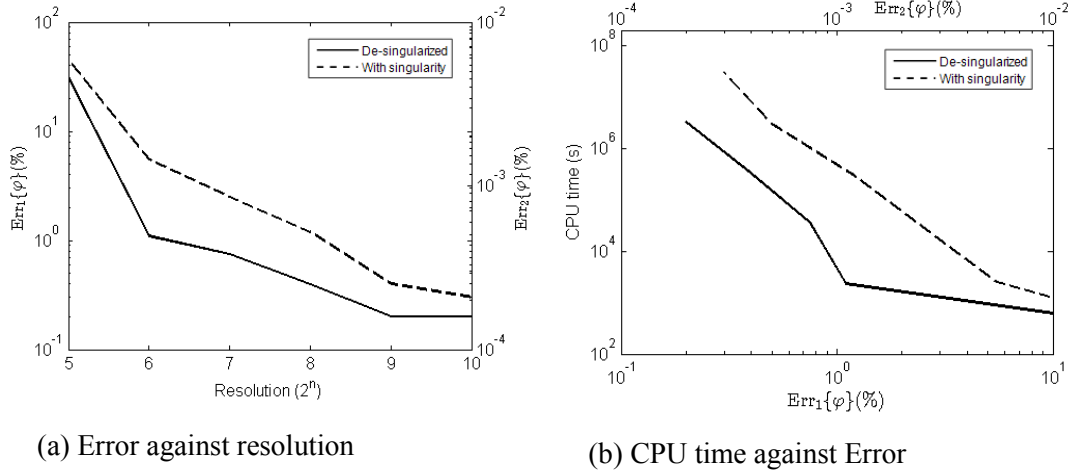 10^2
10^1
10^0
10^-1
Err₁{φ}(%)
De-singularized
With singularity
10^-2
10^-3
10^-4
Err₂{φ}(%)
5 6 7 8 9 10
Resolution (2^n)
(a) Error against resolution
10^-4 10^-3 10^-2
Err₂{φ}(%)
10^8
10^6
10^4
10^2
CPU time (s)
De-singularized
With singularity
10^-1 10^0 10^1
Err₁{φ}(%)
(b) CPU time against Error